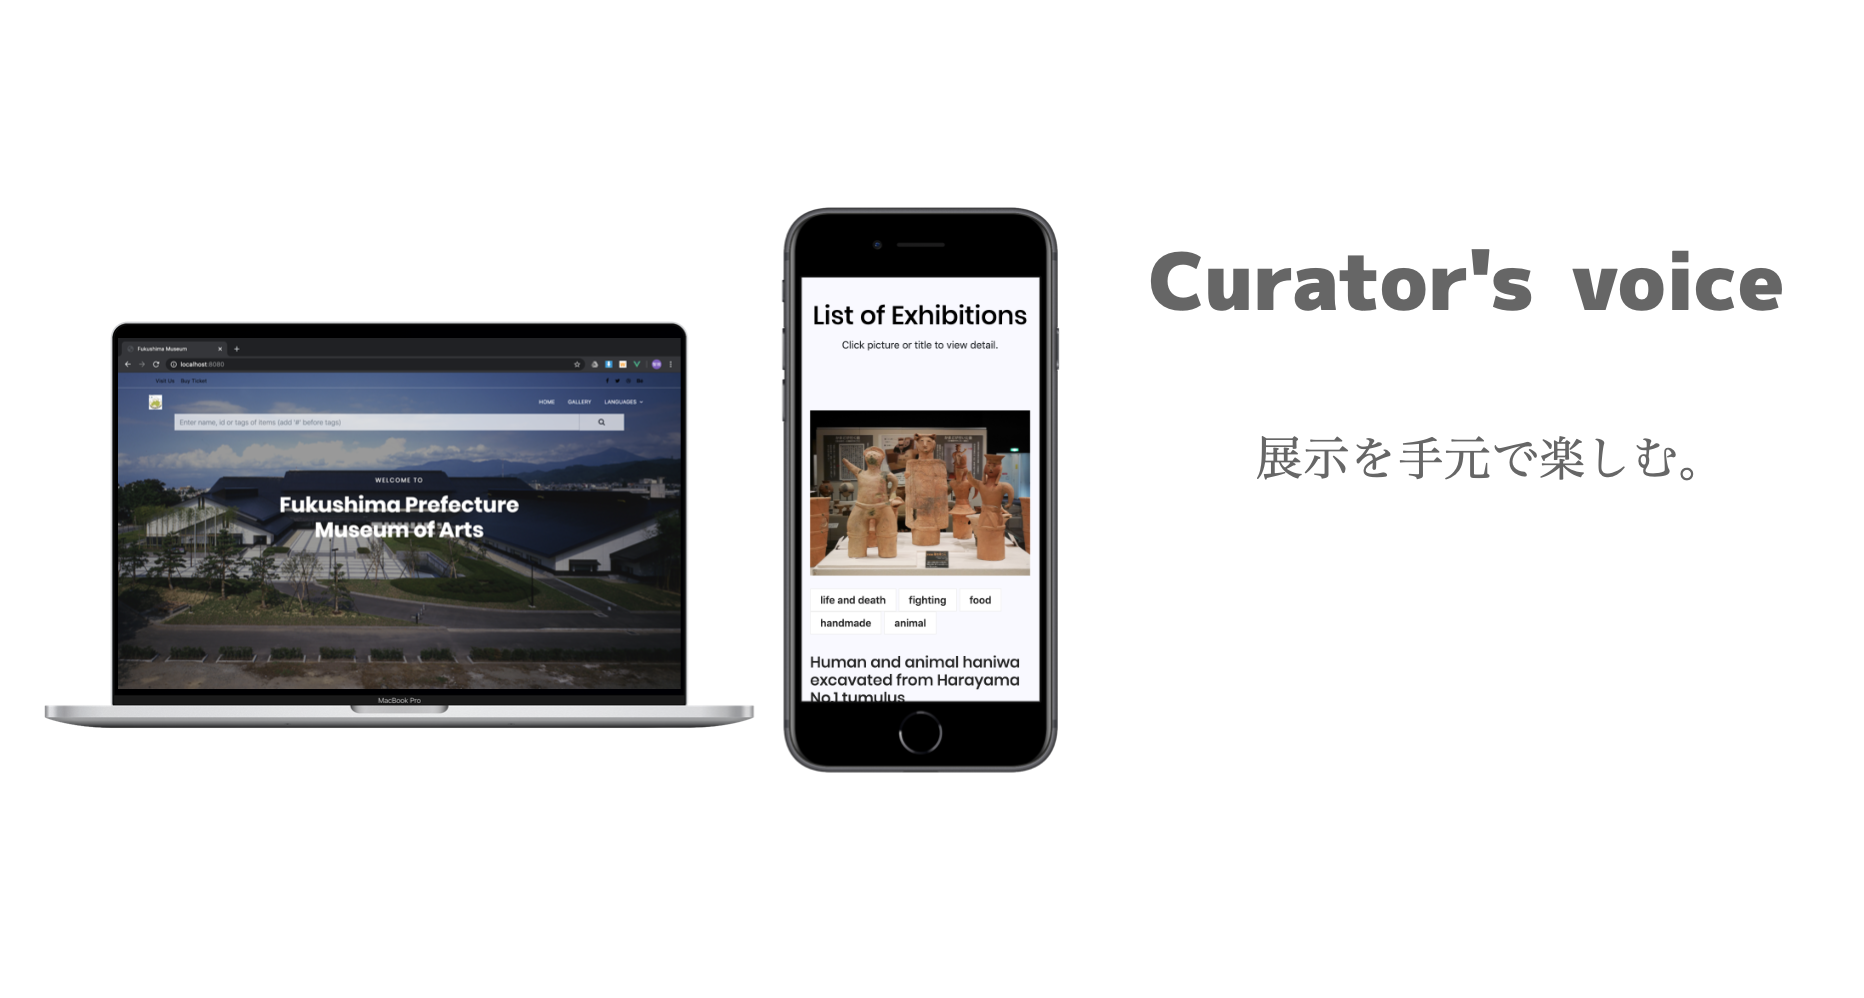 Fukushima Museum
localhost:8080
Visit Us Buy Ticket
HOME GALLERY LANGUAGES
Enter name, id or tags of items (add '#' before tags)
WELCOME TO
Fukushima Prefecture
Museum of Arts
MacBook Pro
List of Exhibitions
Click picture or title to view detail.
life and death fighting food
handmade animal
Human and animal haniwa
excavated from Harayama
No.1 tumulus
Curator's voice
展示を手元で楽しむ。